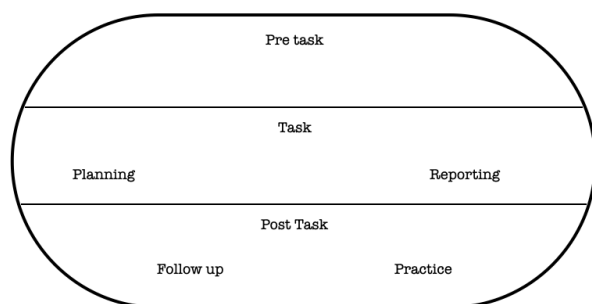 Pre task
Task
Planning Reporting
Post Task
Follow up Practice